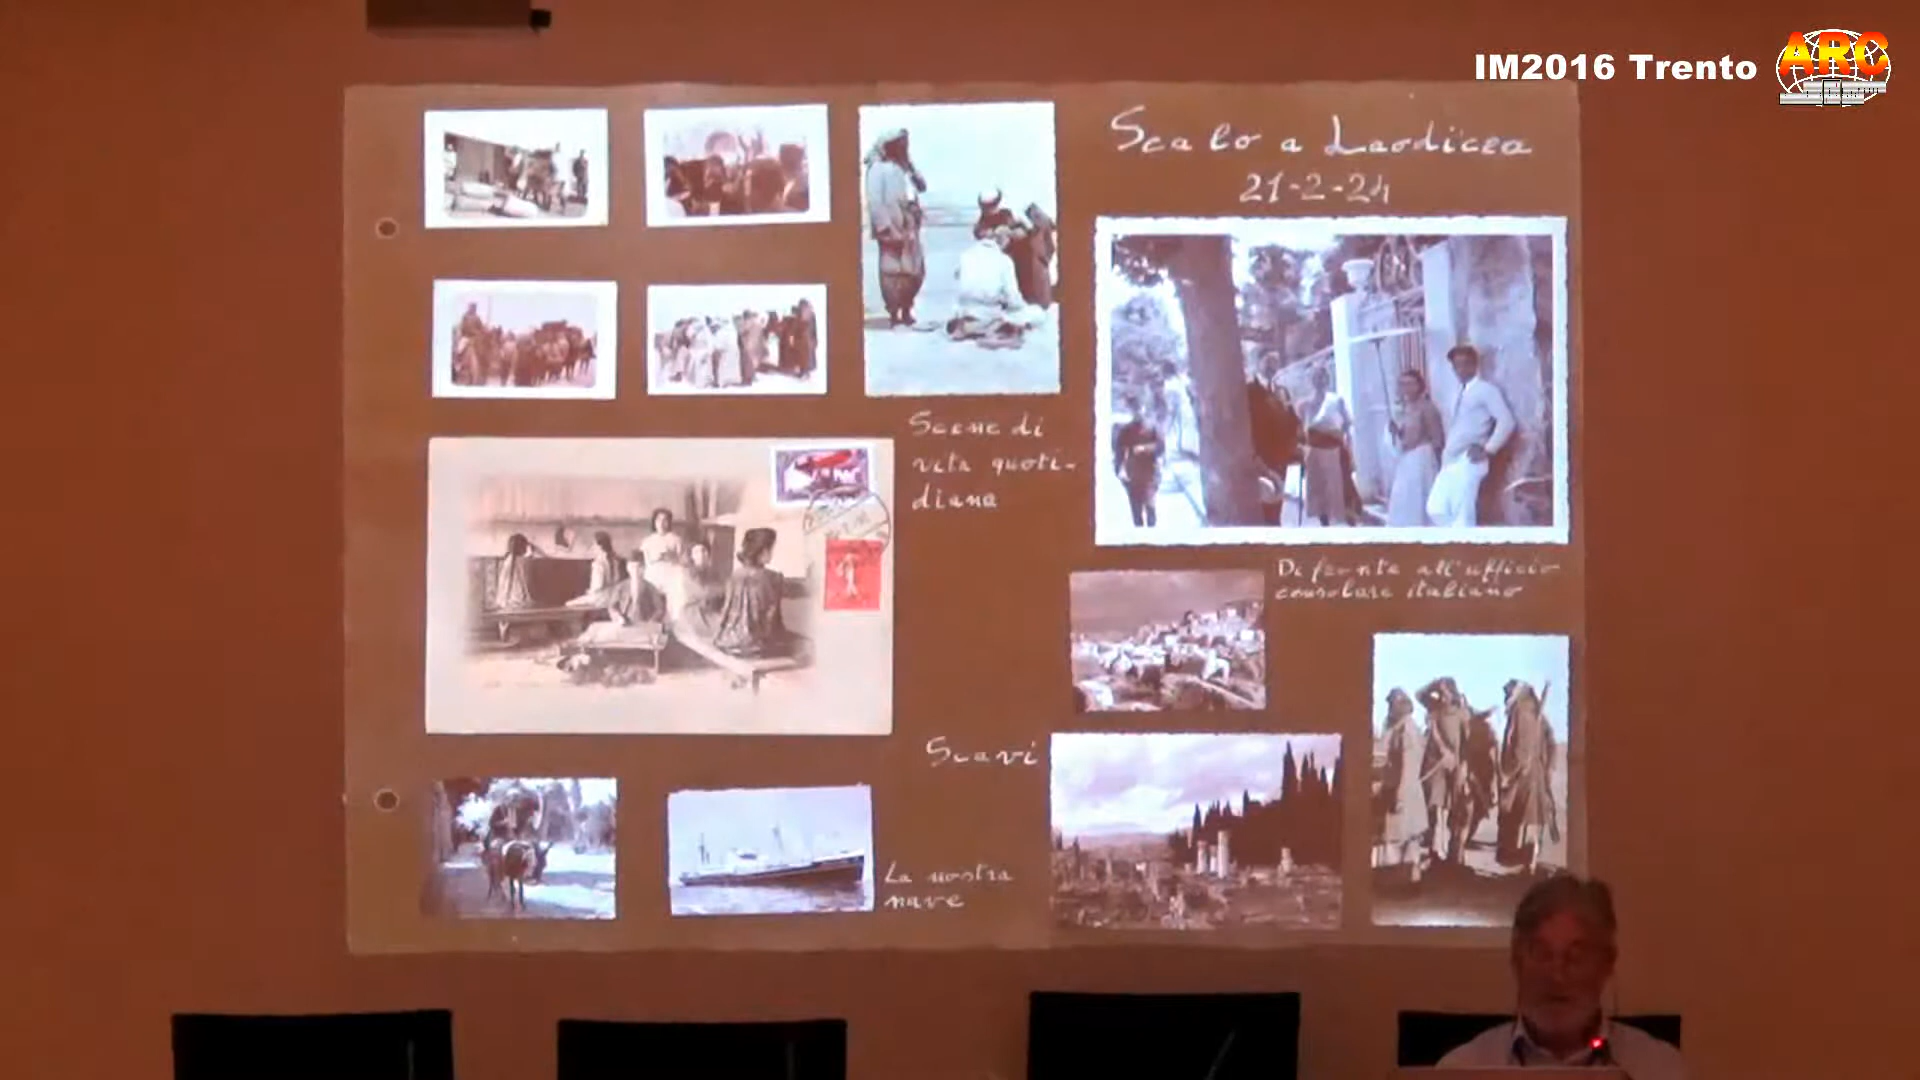 IM2016 Trento
ARC
Scalo a Laodicea
21-2-24
Scene di
vita quoti-
diana
Di fronte all'ufficio
consolare italiano
Scavi
La nostra
nave